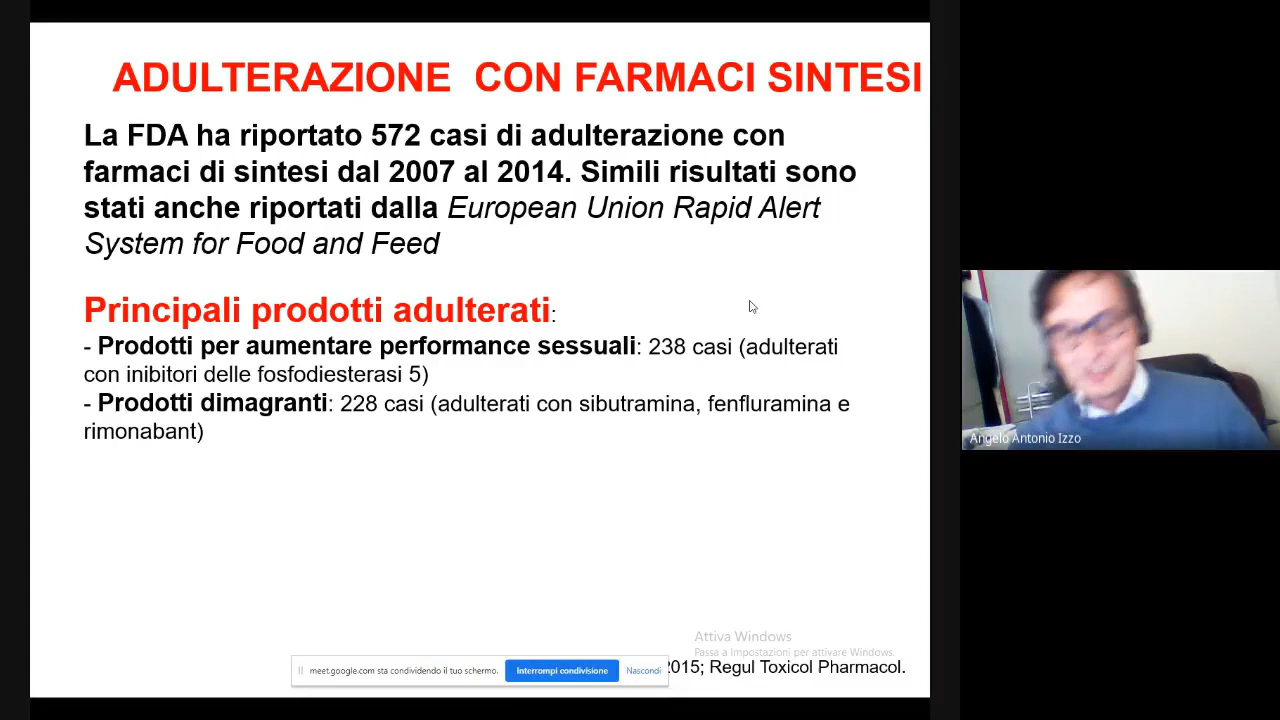 ADULTERAZIONE CON FARMACI SINTESI
La FDA ha riportato 572 casi di adulterazione con
farmaci di sintesi dal 2007 al 2014. Simili risultati sono
stati anche riportati dalla European Union Rapid Alert
System for Food and Feed
Principali prodotti adulterati:
- Prodotti per aumentare performance sessuali: 238 casi (adulterati
con inibitori delle fosfodiesterasi 5)
- Prodotti dimagranti: 228 casi (adulterati con sibutramina, fenfluramina e
rimonabant)
Angelo Antonio Izzo
Attiva Windows
Passa a Impostazioni per attivare Windows.
2015; Regul Toxicol Pharmacol.
meet.google.com sta condividendo il tuo schermo. Interrompi condivisione Nascondi